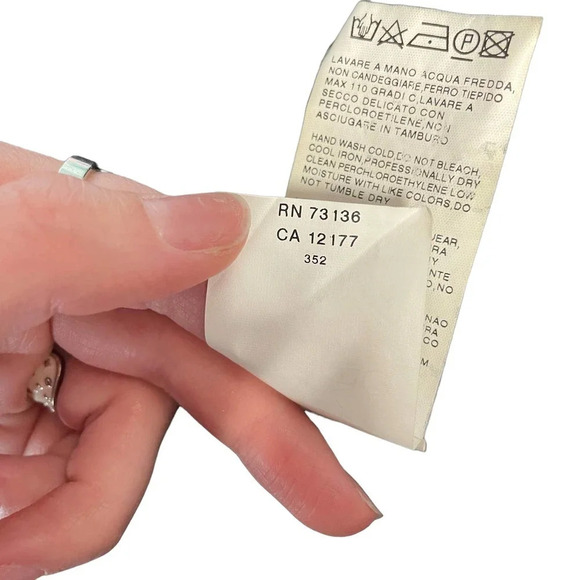 P
LAVARE A MANO ACQUA FREDDA,
NON CANDEGGIARE,FERRO TIEPIDO
MAX 110 GRADI C,LAVARE A
SECCO DELICATO CON
PERCLOROETILENE,NON
ASCIUGARE IN TAMBURO
HAND WASH COLD,DO NOT BLEACH,
COOL IRON,PROFESSIONALLY DRY
CLEAN PERCHLOROETHYLENE LOW
MOISTURE WITH LIKE COLORS,DO
NOT TUMBLE DRY
RN 73136
CA 12177
352